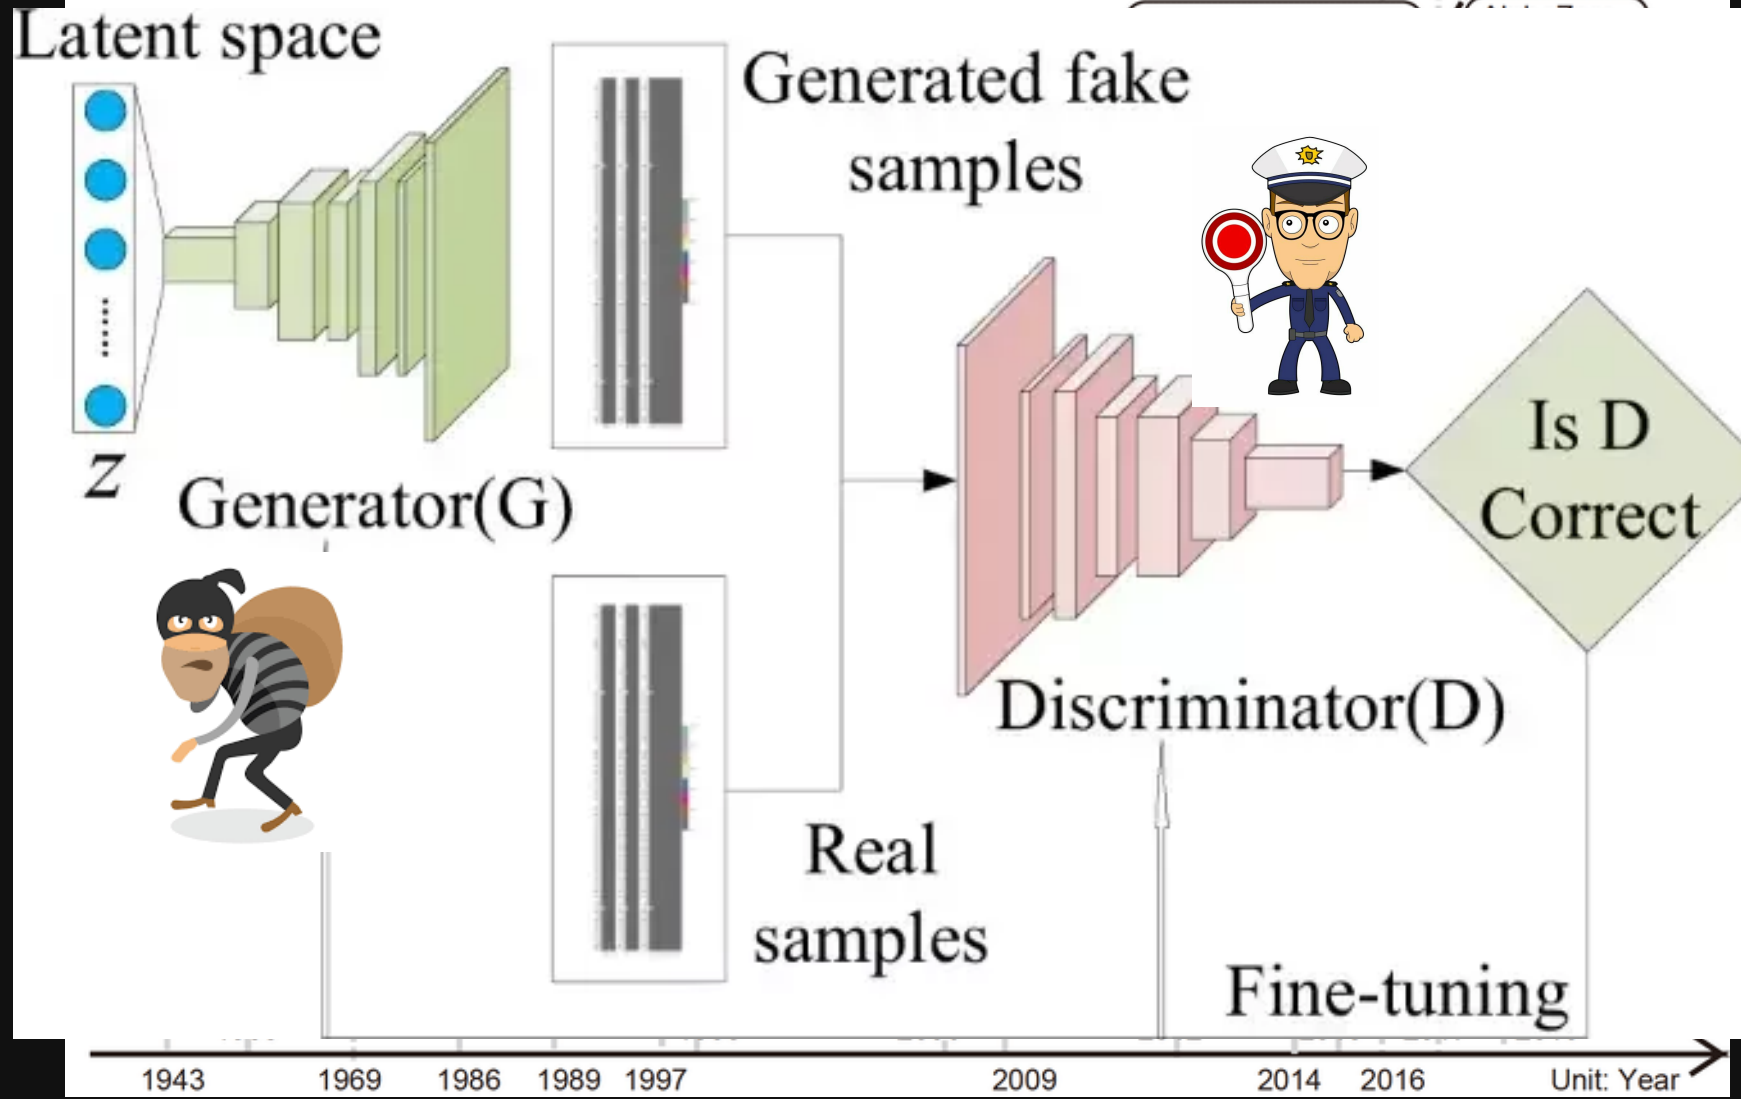 Latent space
Generated fake
samples
z
Generator(G)
Is D
Correct
Discriminator(D)
Real
samples
Fine-tuning
1943 1969 1986 1989 1997 2009 2014 2016 Unit: Year